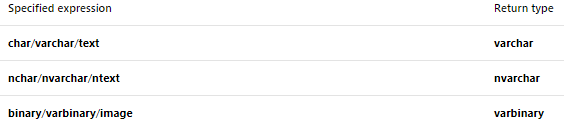 Specified expression Return type
char/varchar/text varchar
nchar/nvarchar/ntext nvarchar
binary/varbinary/image varbinary